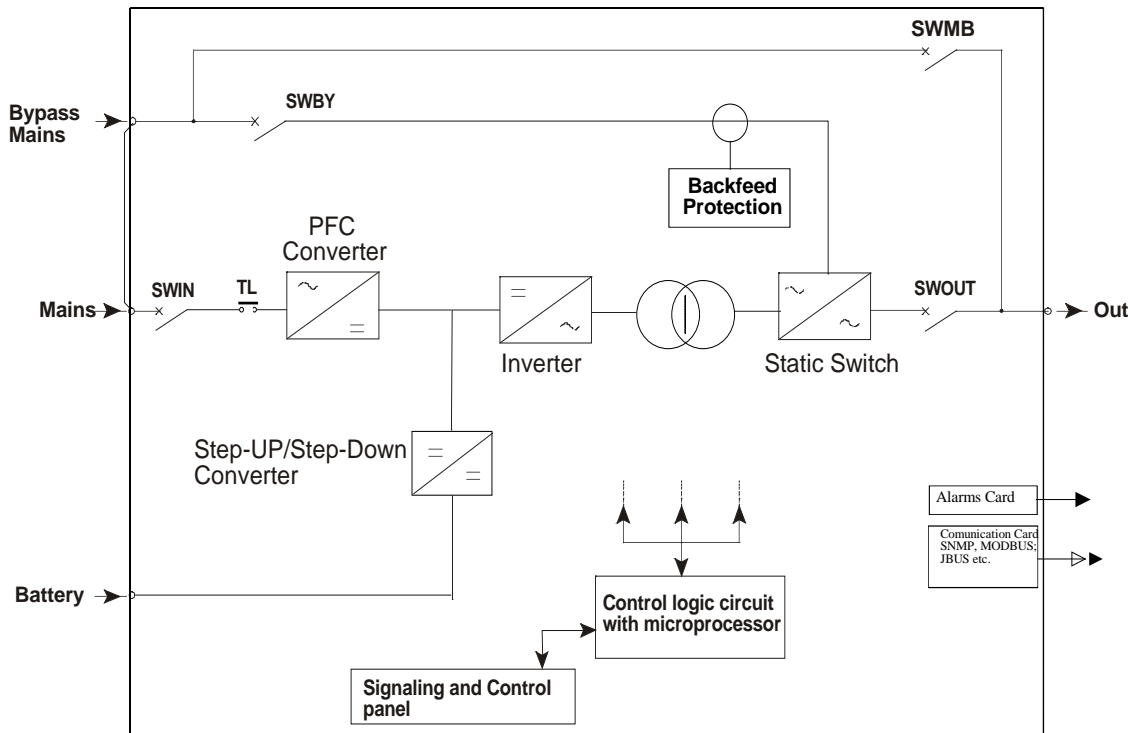 SWMB
Bypass
Mains
SWBY
Backfeed
Protection
PFC
Converter
Mains
SWIN
TL
Inverter
Static Switch
SWOUT
Out
Step-UP/Step-Down
Converter
Alarms Card
Comunication Card
SNMP, MODBUS;
JBUS etc.
Battery
Control logic circuit
with microprocessor
Signaling and Control
panel